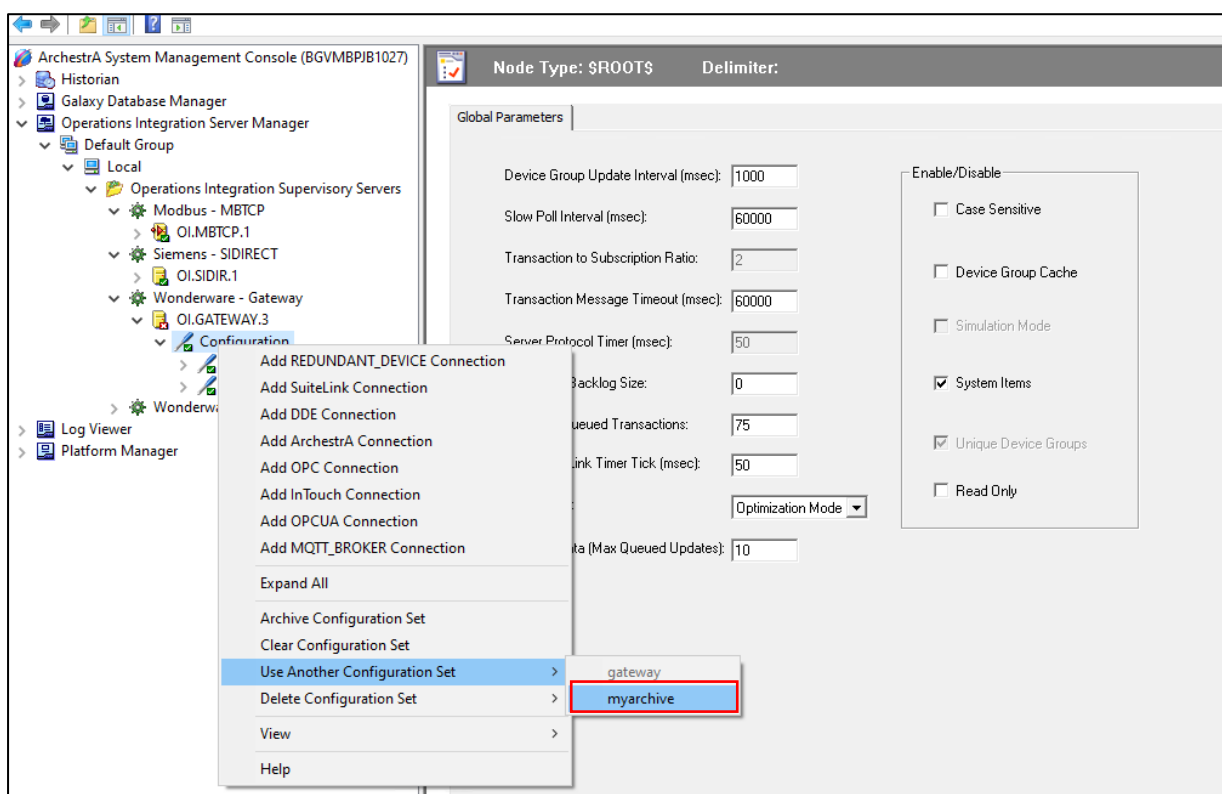 ArchestrA System Management Console (BGVMBPJB1027)
Historian
Galaxy Database Manager
Operations Integration Server Manager
Default Group
Local
Operations Integration Supervisory Servers
Modbus - MBTCP
OI.MBTCP.1
Siemens - SIDIRECT
OI.SIDIR.1
Wonderware - Gateway
OI.GATEWAY.3
Configuration
Wonderwa
Log Viewer
Platform Manager
Add REDUNDANT_DEVICE Connection
Add SuiteLink Connection
Add DDE Connection
Add ArchestrA Connection
Add OPC Connection
Add InTouch Connection
Add OPCUA Connection
Add MQTT_BROKER Connection
Expand All
Archive Configuration Set
Clear Configuration Set
Use Another Configuration Set
Delete Configuration Set
View
Help
gateway
myarchive
Node Type: $ROOT$ Delimiter:
Global Parameters
Device Group Update Interval (msec): 1000
Slow Poll Interval (msec): 60000
Transaction to Subscription Ratio: 2
Transaction Message Timeout (msec): 60000
Server Protocol Timer (msec): 50
Backlog Size: 0
ueued Transactions: 75
ink Timer Tick (msec): 50
: Optimization Mode
ta (Max Queued Updates): 10
Enable/Disable
Case Sensitive
Device Group Cache
Simulation Mode
System Items
Unique Device Groups
Read Only